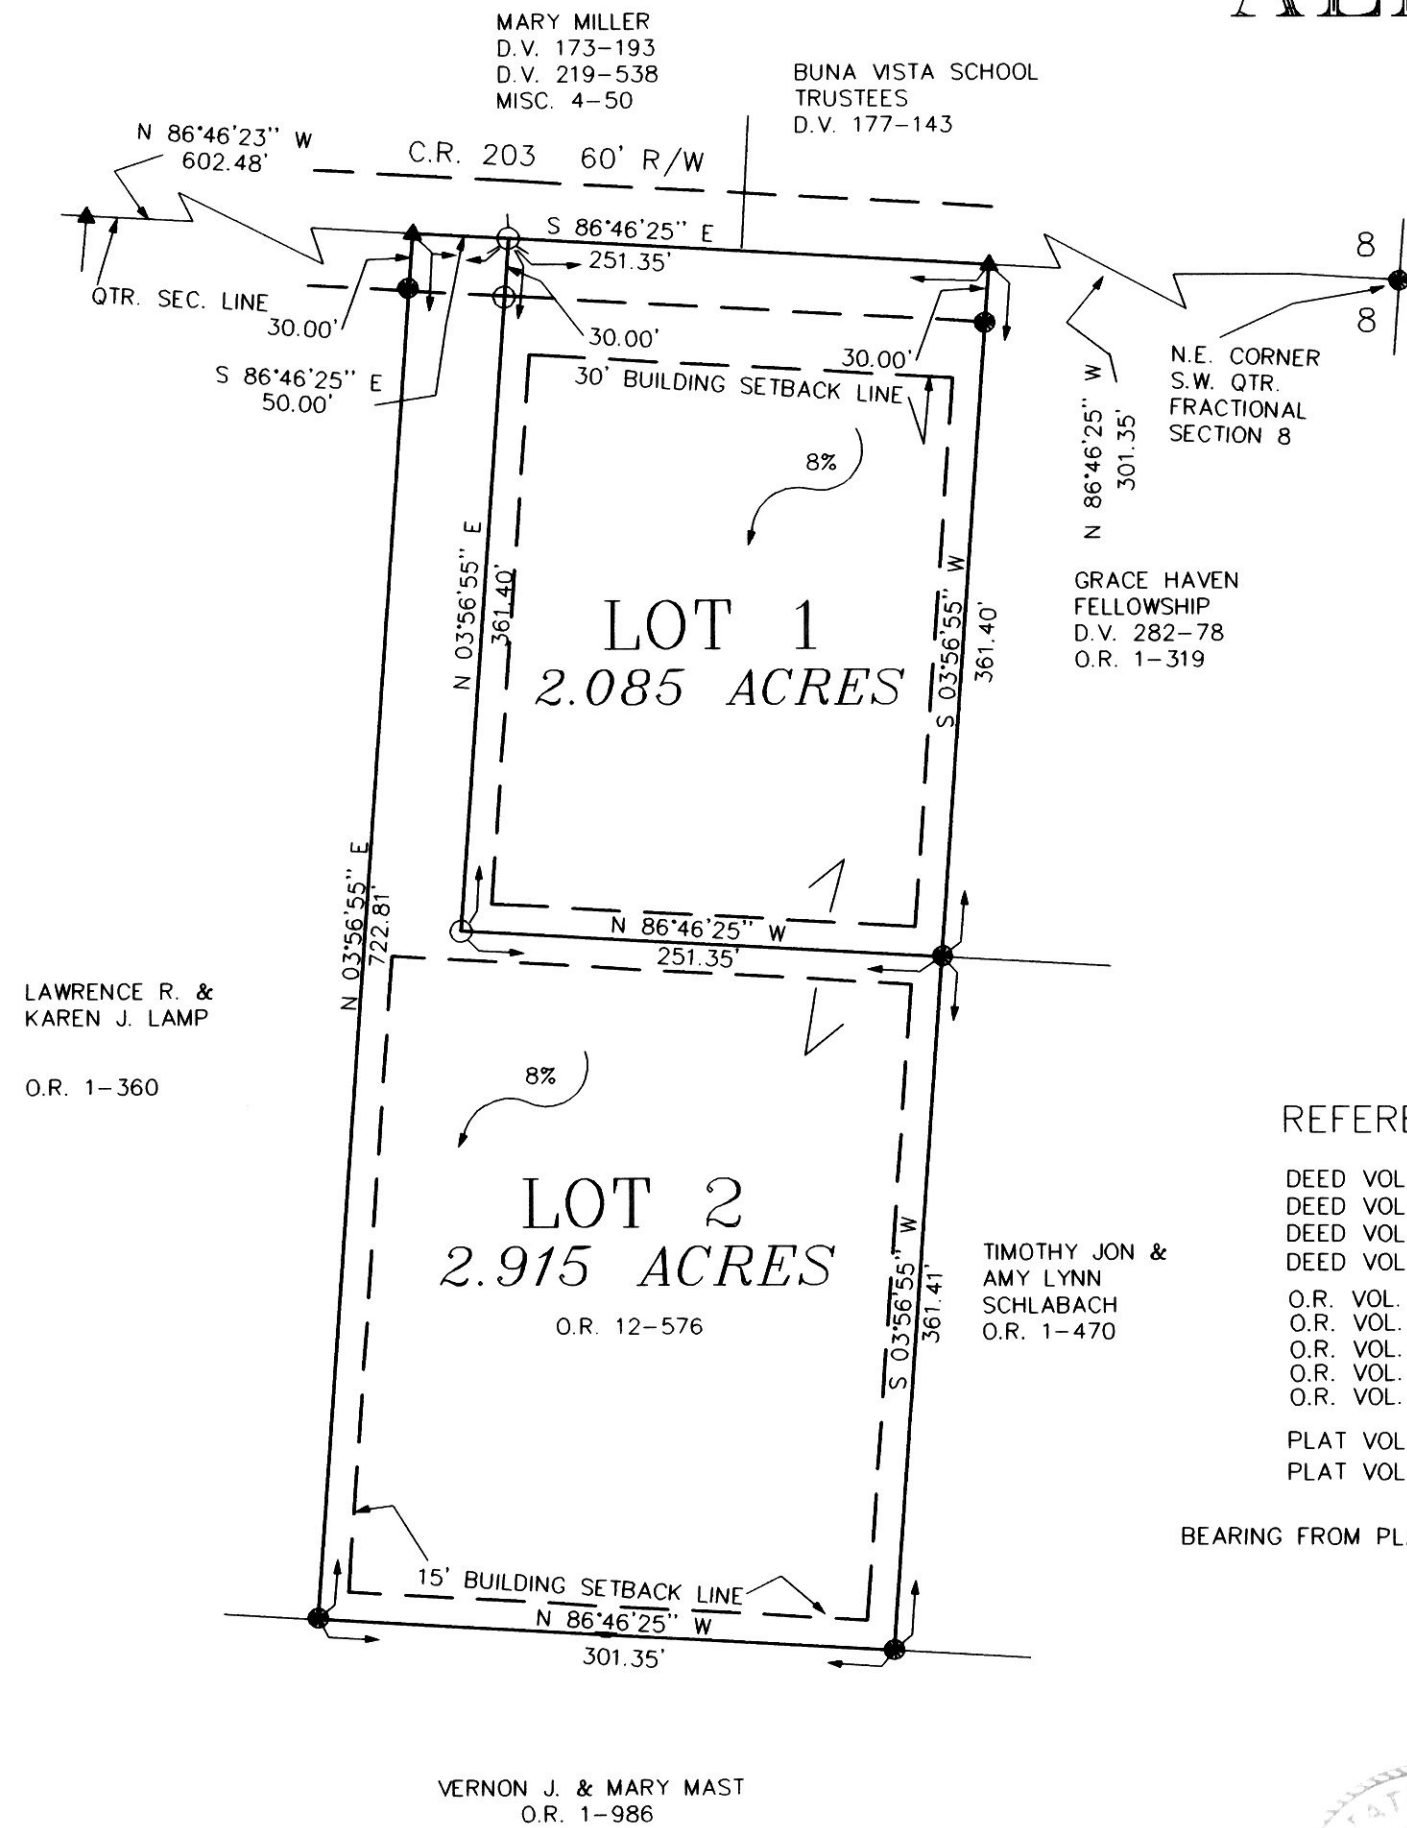 MARY MILLER
D.V. 173-193
D.V. 219-538
MISC. 4-50
BUNA VISTA SCHOOL
TRUSTEES
D.V. 177-143
N 86°46'23" W
602.48'
C.R. 203 60' R/W
S 86°46'25" E
251.35'
QTR. SEC. LINE
30.00'
30.00'
30.00'
S 86°46'25" E
50.00'
30' BUILDING SETBACK LINE
8
8
N.E. CORNER
S.W. QTR.
FRACTIONAL
SECTION 8
N 86°46'25" W
301.35'
8%
N 03°56'55" E
361.40'
LOT 1
2.085 ACRES
S 03°56'55" W
361.40'
GRACE HAVEN
FELLOWSHIP
D.V. 282-78
O.R. 1-319
N 03°56'55" E
722.81'
N 86°46'25" W
251.35'
LAWRENCE R. &
KAREN J. LAMP
O.R. 1-360
8%
LOT 2
2.915 ACRES
O.R. 12-576
S 03°56'55" W
361.41'
TIMOTHY JON &
AMY LYNN
SCHLABACH
O.R. 1-470
DEED VOL
DEED VOL
DEED VOL
DEED VOL
O.R. VOL.
O.R. VOL.
O.R. VOL.
O.R. VOL.
O.R. VOL.
PLAT VOL
PLAT VOL
BEARING FROM
15' BUILDING SETBACK LINE
N 86°46'25" W
301.35'
VERNON J. & MARY MAST
O.R. 1-986